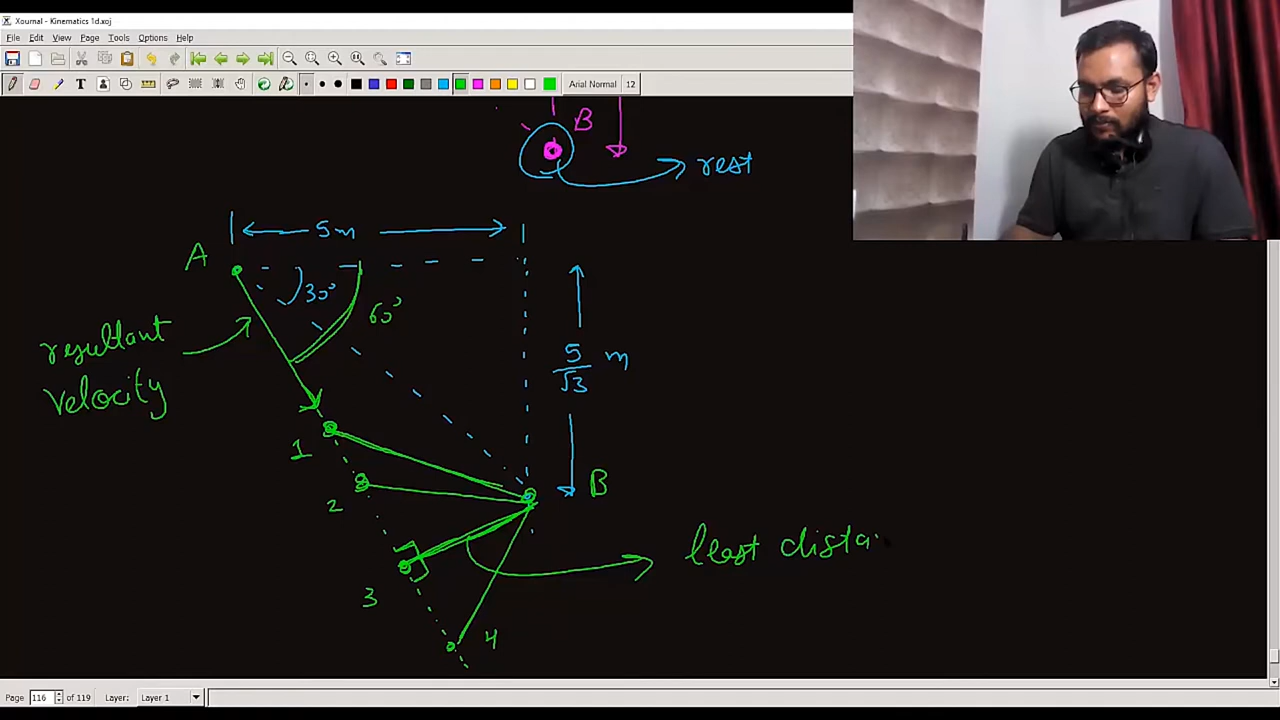 Xournal - Kinematics 1d.xoj
File Edit View Page Tools Options Help
Arial Normal 12
B
rest
5m
A
30°
60°
resultant
velocity
5/√3 m
1
2
B
least dista
3
4
Page 116 of 119 Layer: Layer 1